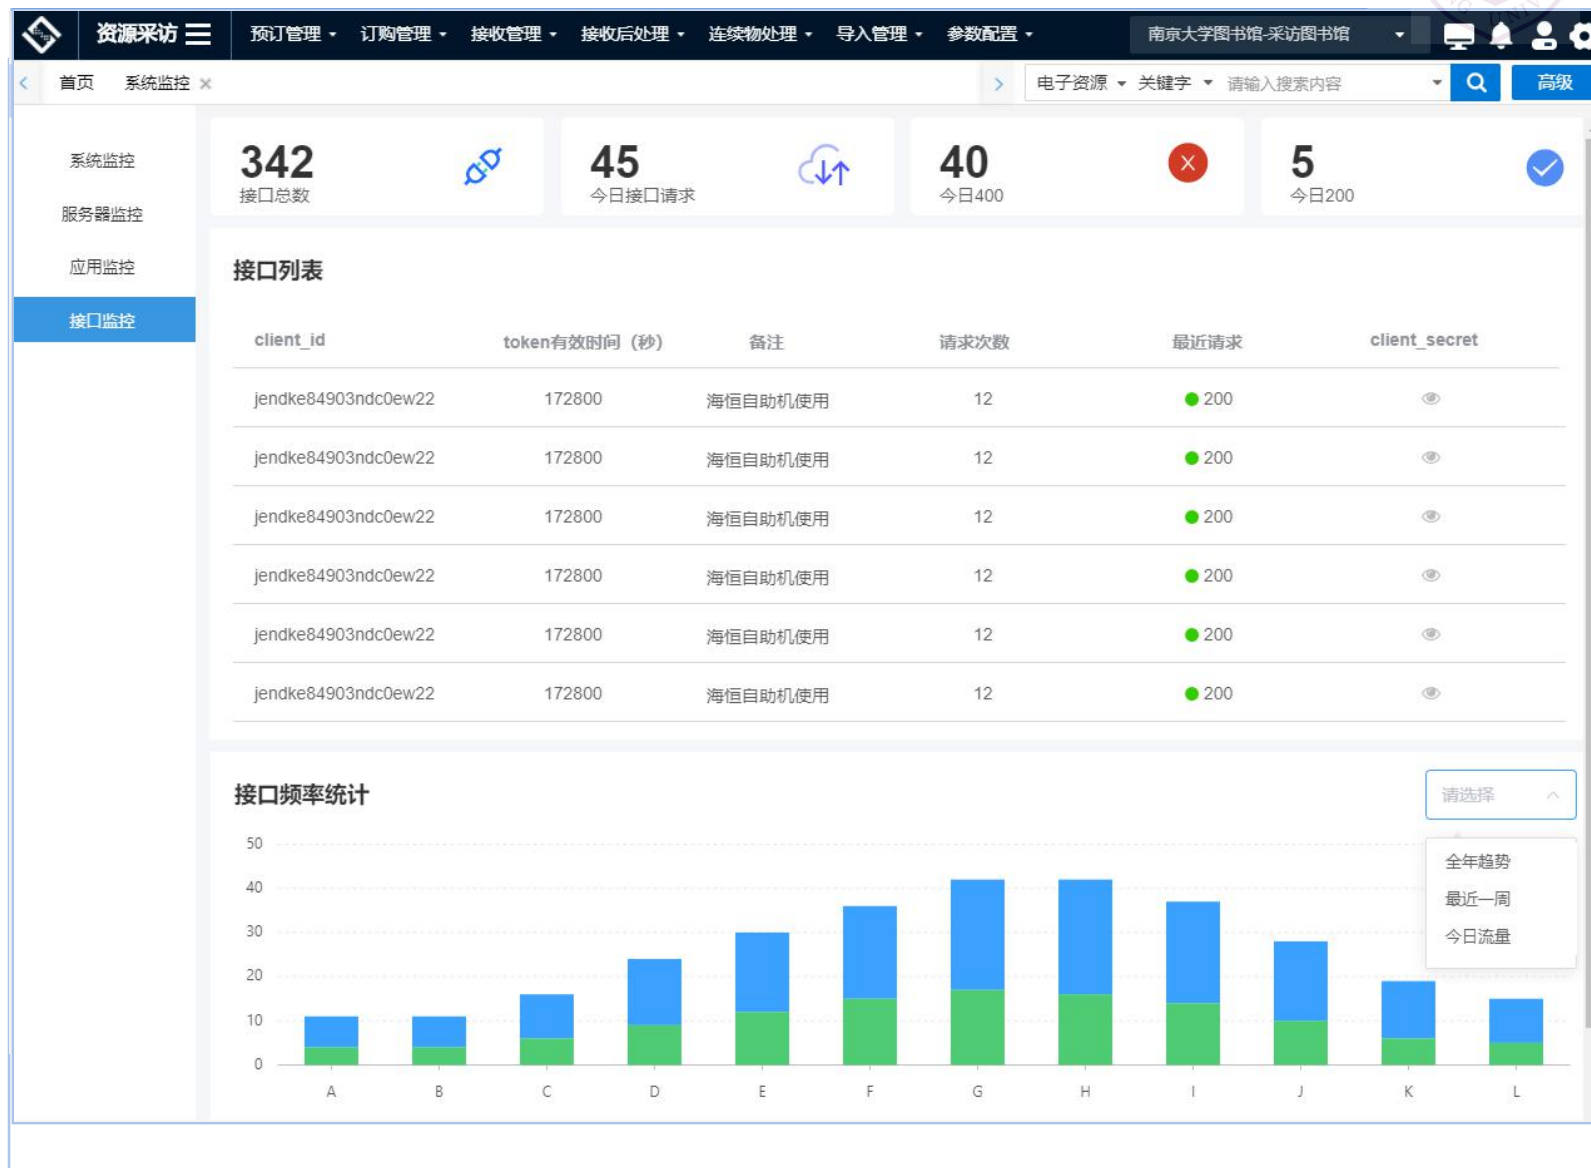 资源采访 预订管理 订购管理 接收管理 接收后处理 连续物处理 导入管理 参数配置 南京大学图书馆-采访图书馆
首页 系统监控 电子资源 关键字 请输入搜索内容 高级
系统监控
服务器监控
应用监控
接口监控
342 45 40 5
接口总数 今日接口请求 今日400 今日200
接口列表
client_id token有效时间（秒） 备注 请求次数 最近请求 client_secret
jendke84903ndc0ew22 172800 海恒自助机使用 12 200
jendke84903ndc0ew22 172800 海恒自助机使用 12 200
jendke84903ndc0ew22 172800 海恒自助机使用 12 200
jendke84903ndc0ew22 172800 海恒自助机使用 12 200
jendke84903ndc0ew22 172800 海恒自助机使用 12 200
jendke84903ndc0ew22 172800 海恒自助机使用 12 200
接口频率统计 请选择
全年趋势
最近一周
今日流量
50
40
30
20
10
0
A B C D E F G H I J K L